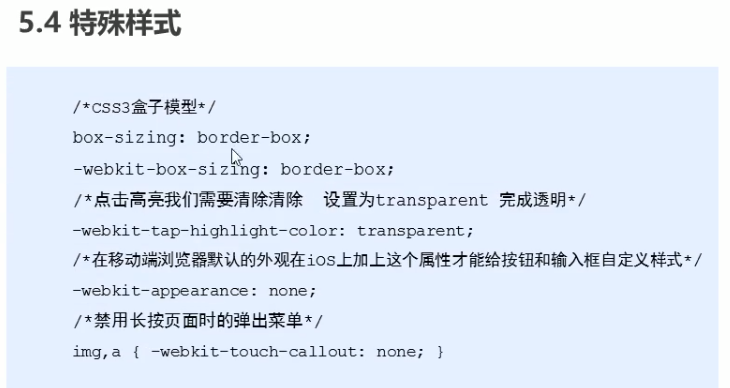 5.4 特殊样式
/*CSS3盒子模型*/
box-sizing: border-box;
-webkit-box-sizing: border-box;
/*点击高亮我们需要清除清除  设置为transparent 完成透明*/
-webkit-tap-highlight-color: transparent;
/*在移动端浏览器默认的外观在iOS上加上这个属性才能给按钮和输入框自定义样式*/
-webkit-appearance: none;
/*禁用长按页面时的弹出菜单*/
img,a { -webkit-touch-callout: none; }